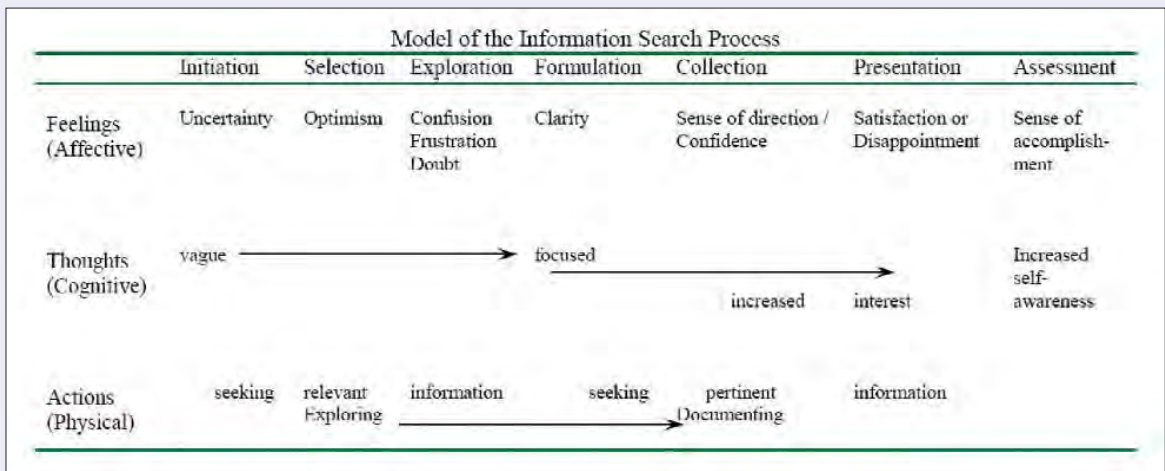 Model of the Information Search Process
Initiation Selection Exploration Formulation Collection Presentation Assessment
Feelings (Affective) Uncertainty Optimism Confusion Frustration Doubt Clarity Sense of direction / Confidence Satisfaction or Disappointment Sense of accomplish-ment
Thoughts (Cognitive) vague focused increased interest Increased self-awareness
Actions (Physical) seeking relevant information seeking pertinent information
Exploring Documenting